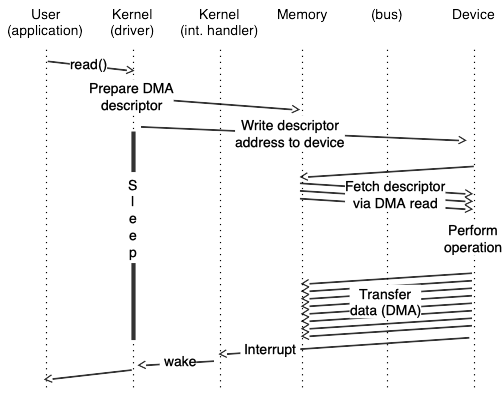 User Kernel Kernel Memory (bus) Device
(application) (driver) (int. handler)
read()
Prepare DMA
descriptor
Write descriptor
address to device
Fetch descriptor
via DMA read
Sleep
Perform
operation
Transfer
data (DMA)
Interrupt
wake